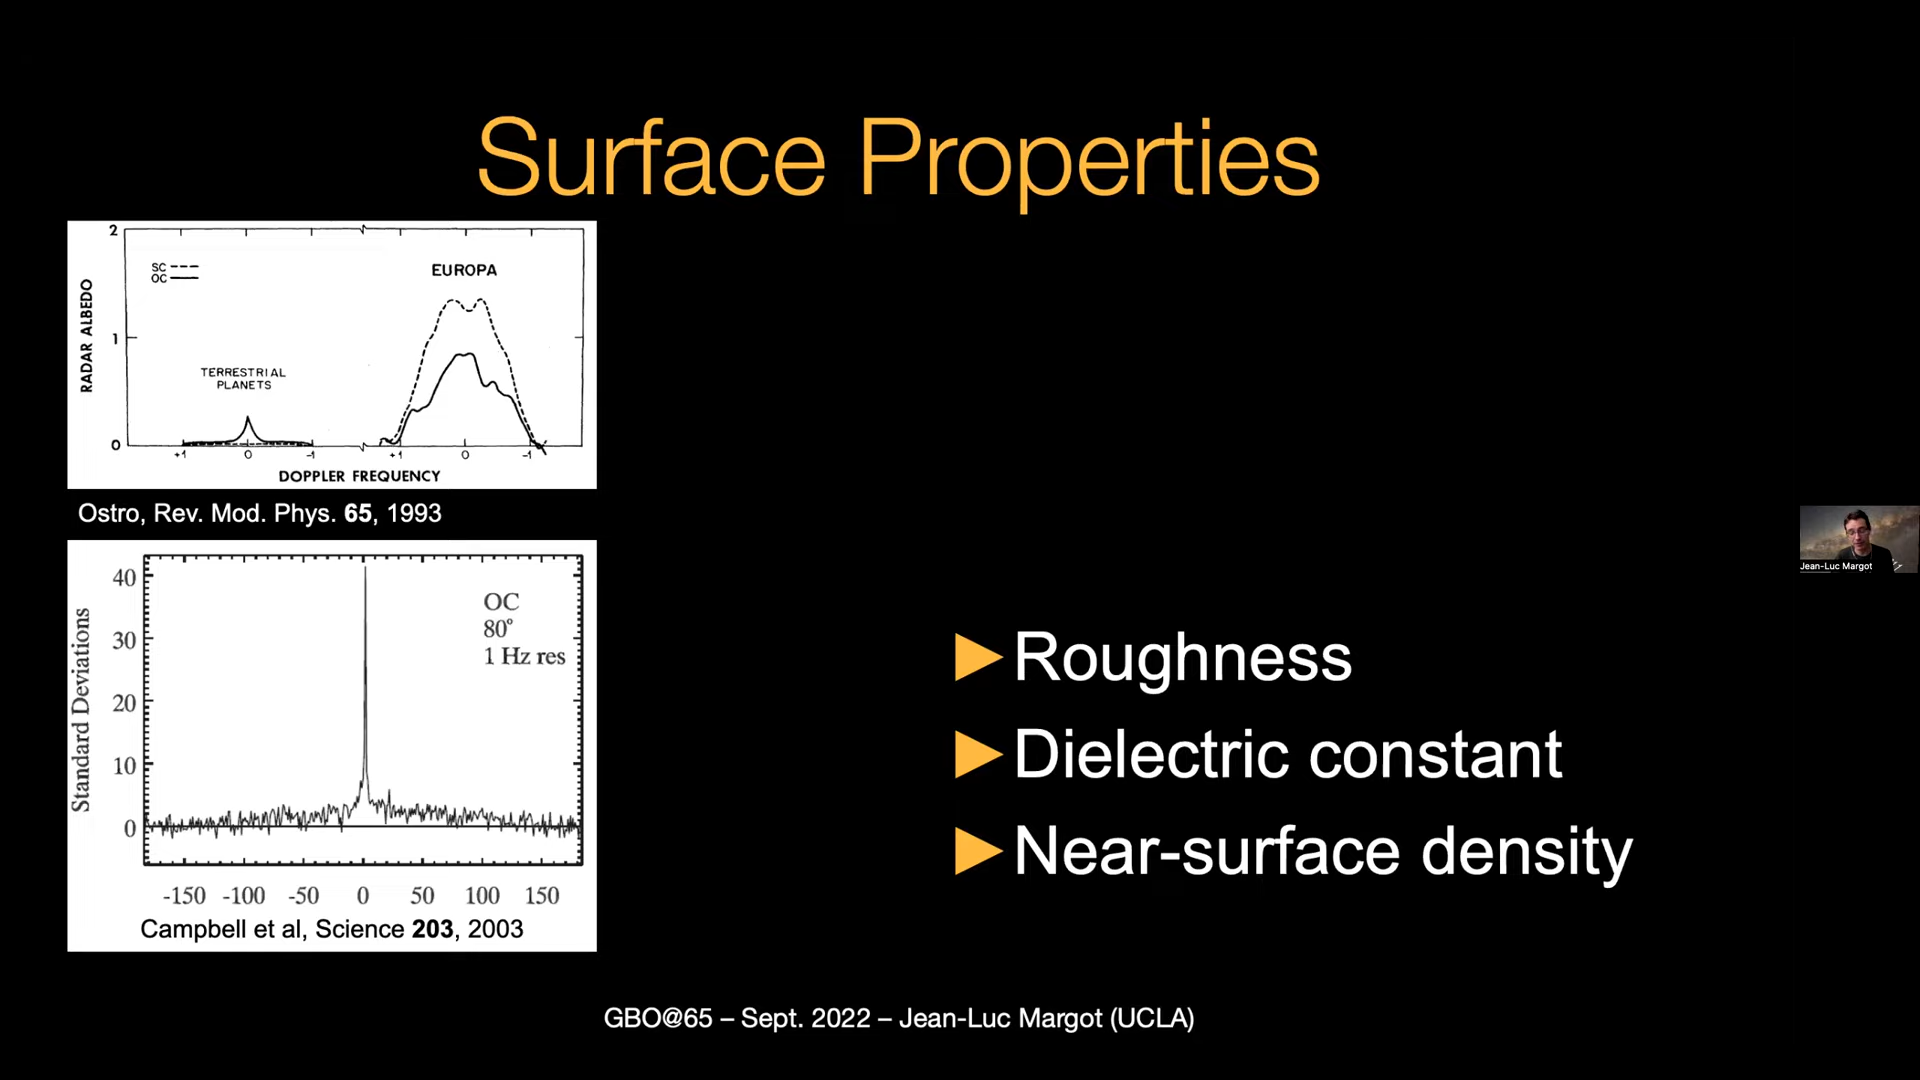 Surface Properties
2
1
0
RADAR ALBEDO
SC
OC
EUROPA
TERRESTRIAL
PLANETS
+1 0 -1 +1 0 -1
DOPPLER FREQUENCY
Ostro, Rev. Mod. Phys. 65, 1993
40
30
20
10
0
Standard Deviations
OC
80°
1 Hz res
-150 -100 -50 0 50 100 150
Campbell et al, Science 203, 2003
Roughness
Dielectric constant
Near-surface density
Jean-Luc Margot
GBO@65 – Sept. 2022 – Jean-Luc Margot (UCLA)